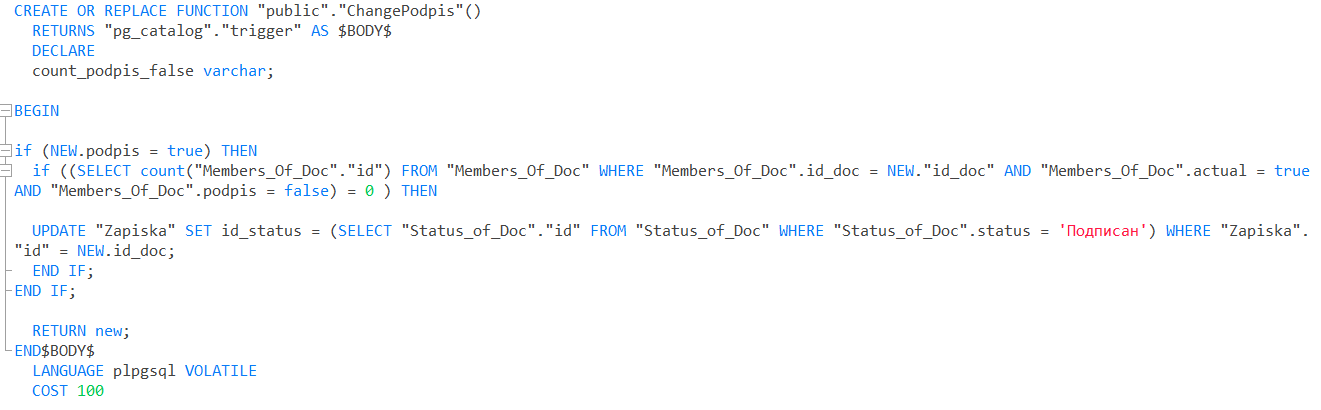 CREATE OR REPLACE FUNCTION "public"."ChangePodpis"()
RETURNS "pg_catalog"."trigger" AS $BODY$
DECLARE
count_podpis_false varchar;
BEGIN
if (NEW.podpis = true) THEN
if ((SELECT count("Members_Of_Doc"."id") FROM "Members_Of_Doc" WHERE "Members_Of_Doc".id_doc = NEW."id_doc" AND "Members_Of_Doc".actual = true
AND "Members_Of_Doc".podpis = false) = 0 ) THEN
UPDATE "Zapiska" SET id_status = (SELECT "Status_of_Doc"."id" FROM "Status_of_Doc" WHERE "Status_of_Doc".status = 'Подписан') WHERE "Zapiska".
"id" = NEW.id_doc;
END IF;
END IF;
RETURN new;
END$BODY$
LANGUAGE plpgsql VOLATILE
COST 100